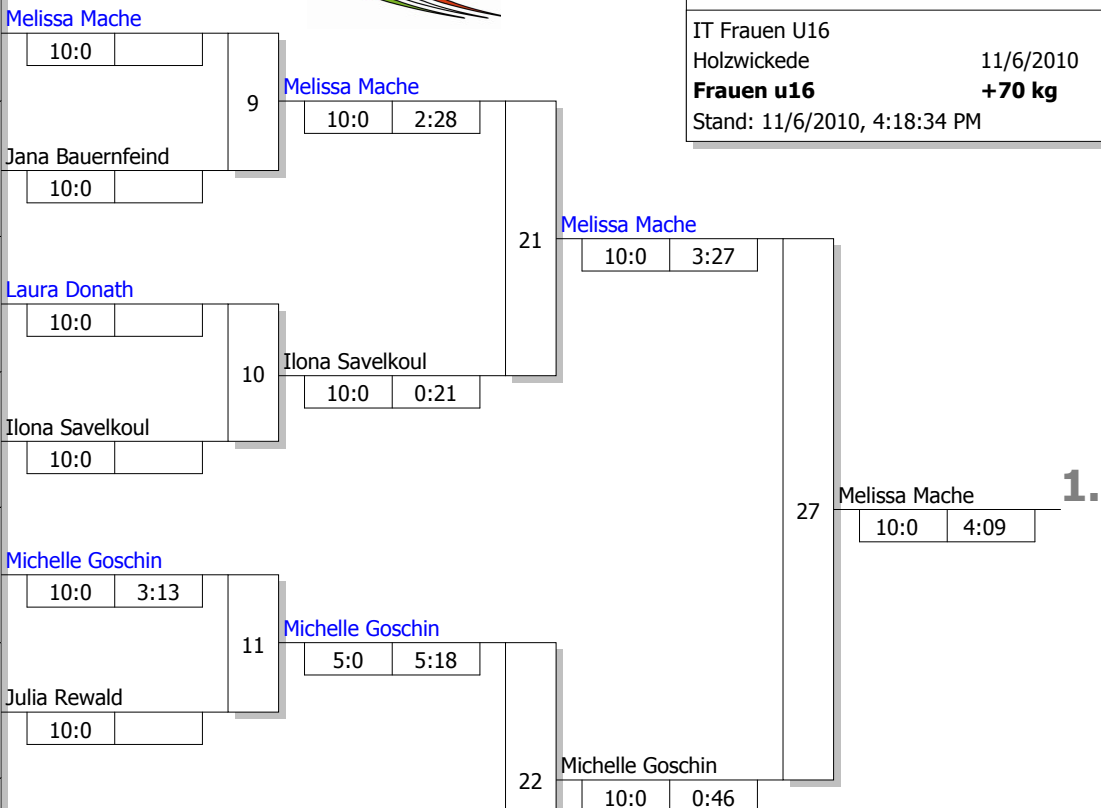 Melissa Mache
10:0
IT Frauen U16
Holzwickede 11/6/2010
Frauen u16 +70 kg
Stand: 11/6/2010, 4:18:34 PM
9
Melissa Mache
10:0 2:28
Jana Bauernfeind
10:0
21
Melissa Mache
10:0 3:27
Laura Donath
10:0
10
Ilona Savelkoul
10:0 0:21
Ilona Savelkoul
10:0
27
Melissa Mache 1.
10:0 4:09
Michelle Goschin
10:0 3:13
11
Michelle Goschin
5:0 5:18
Julia Rewald
10:0
22
Michelle Goschin
10:0 0:46